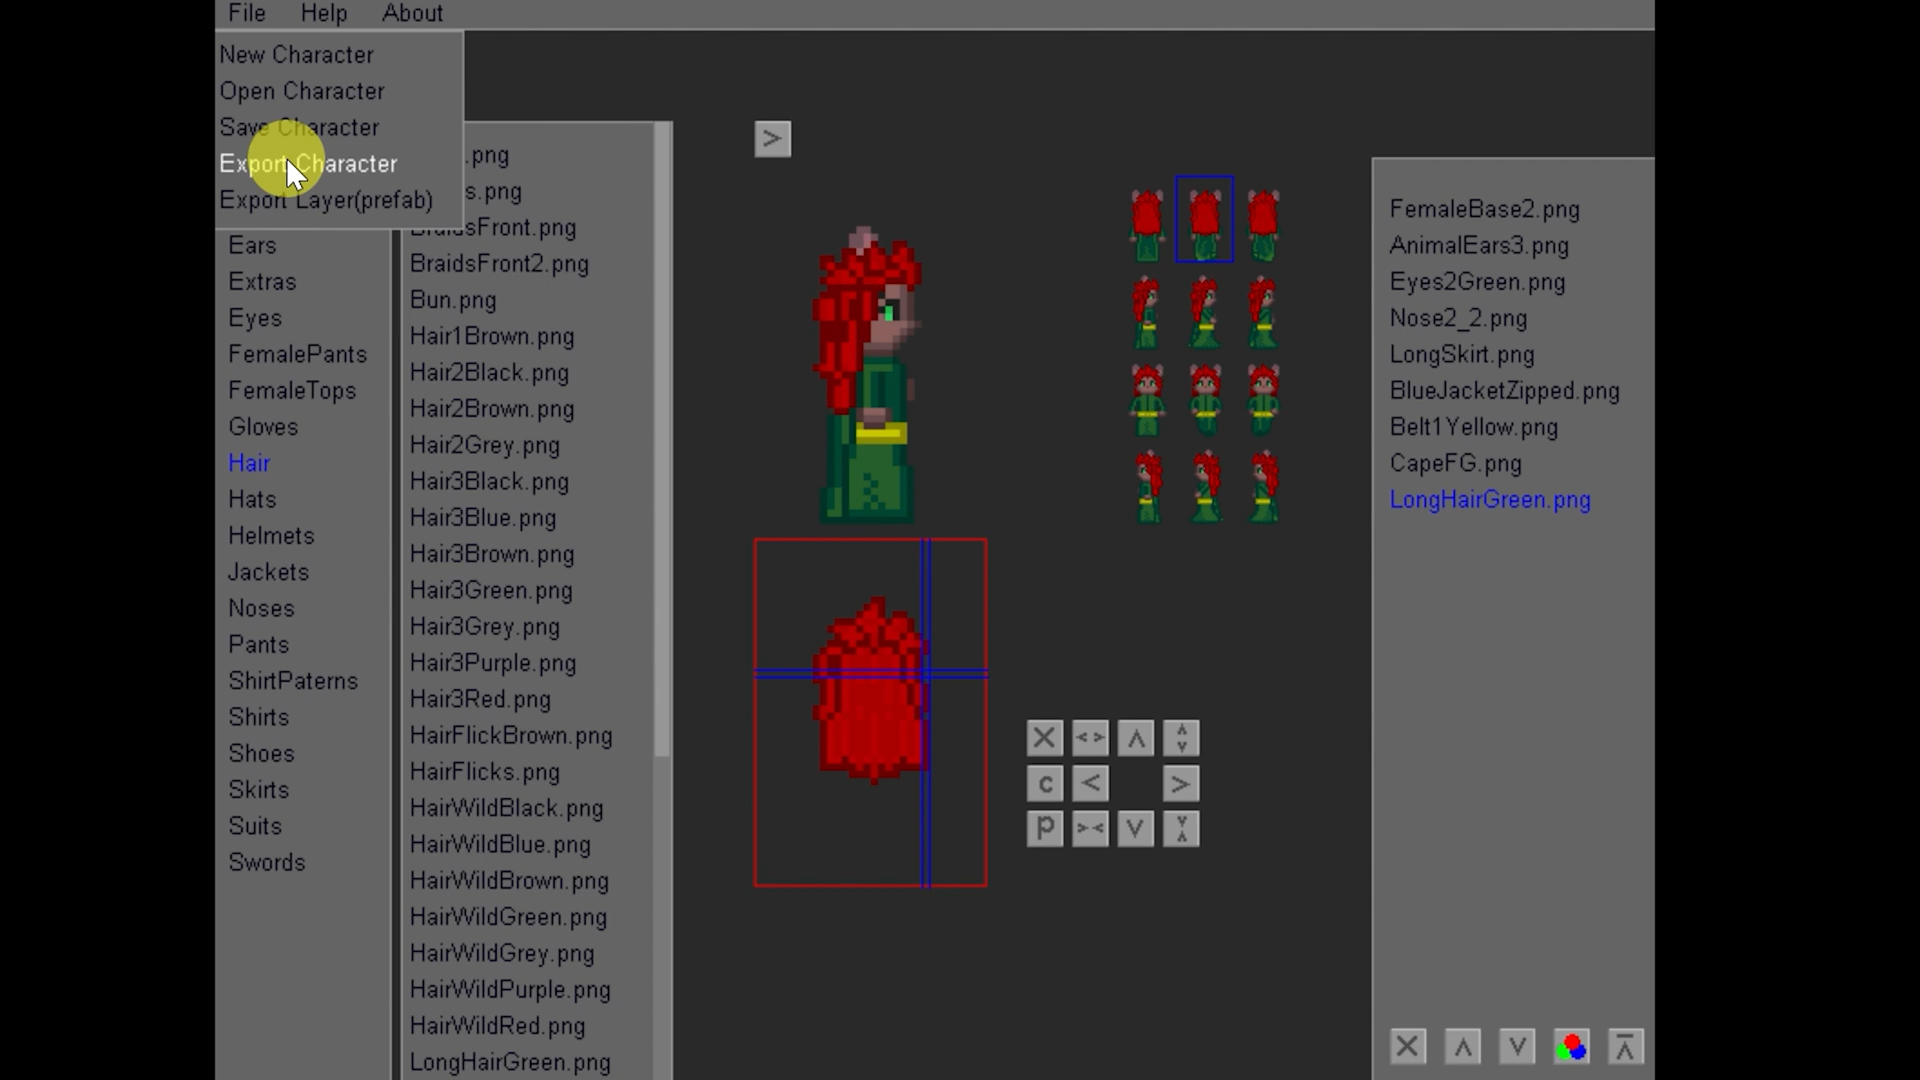 File Help About
New Character
Open Character
Save Character
Export Character
Export Layer(prefab)
Ears
Extras
Eyes
FemalePants
FemaleTops
Gloves
Hair
Hats
Helmets
Jackets
Noses
Pants
ShirtPaterns
Shirts
Shoes
Skirts
Suits
Swords
.png
s.png
BraidsFront.png
BraidsFront2.png
Bun.png
Hair1Brown.png
Hair2Black.png
Hair2Brown.png
Hair2Grey.png
Hair3Black.png
Hair3Blue.png
Hair3Brown.png
Hair3Green.png
Hair3Grey.png
Hair3Purple.png
Hair3Red.png
HairFlickBrown.png
HairFlicks.png
HairWildBlack.png
HairWildBlue.png
HairWildBrown.png
HairWildGreen.png
HairWildGrey.png
HairWildPurple.png
HairWildRed.png
LongHairGreen.png
>
X < > ʌ
c < >
p > < v
FemaleBase2.png
AnimalEars3.png
Eyes2Green.png
Nose2_2.png
LongSkirt.png
BlueJacketZipped.png
Belt1Yellow.png
CapeFG.png
LongHairGreen.png